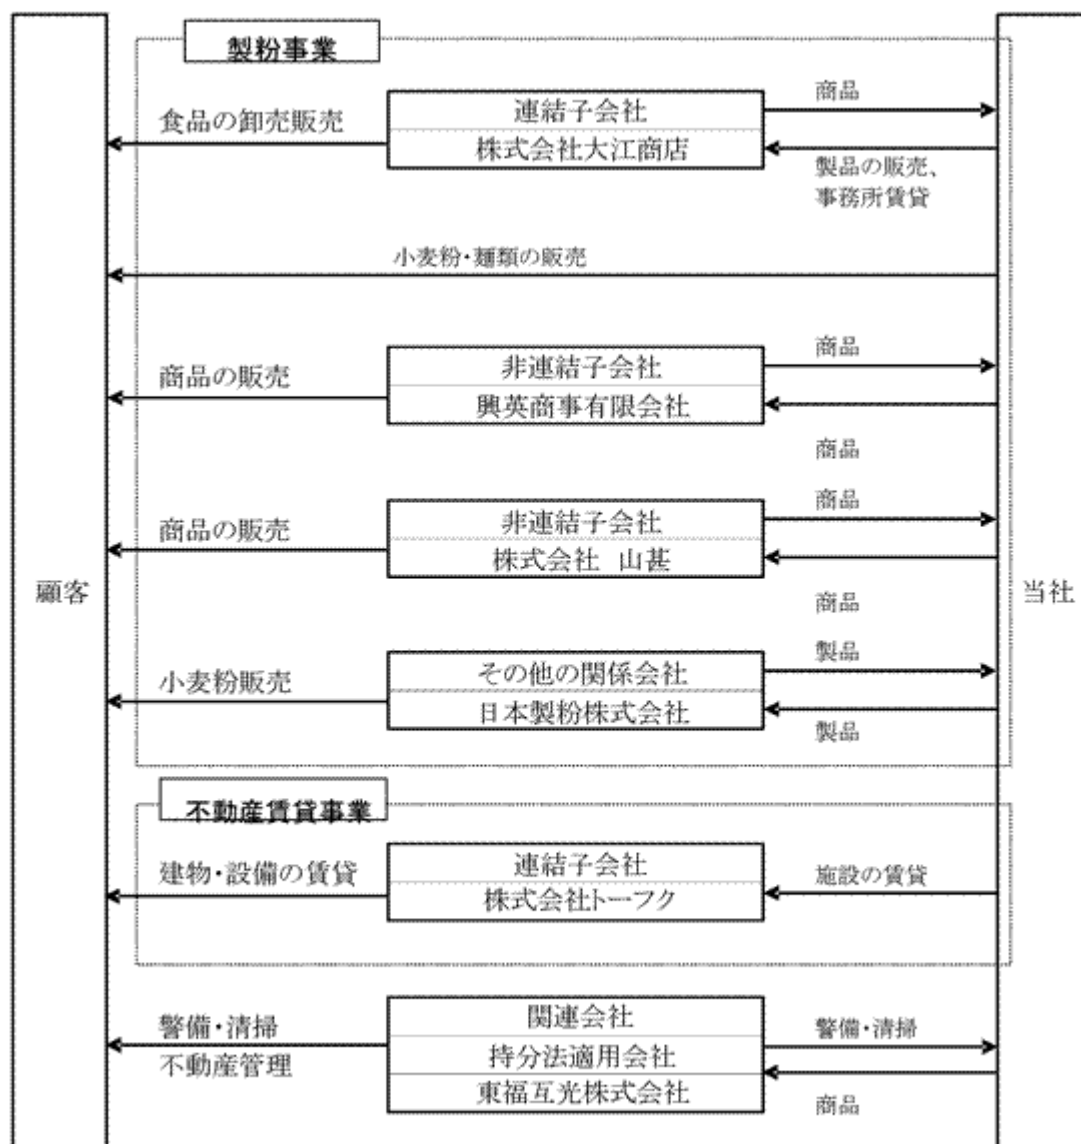 製粉事業
商品
食品の卸売販売
連結子会社
株式会社大江商店
製品の販売、
事務所賃貸
小麦粉・麺類の販売
商品
商品の販売
非連結子会社
興英商事有限会社
商品
商品
商品の販売
非連結子会社
株式会社 山甚
顧客
当社
商品
製品
小麦粉販売
その他の関係会社
日本製粉株式会社
製品
不動産賃貸事業
建物・設備の賃貸
連結子会社
株式会社トーフク
施設の賃貸
警備・清掃
不動産管理
関連会社
持分法適用会社
東福互光株式会社
警備・清掃
商品